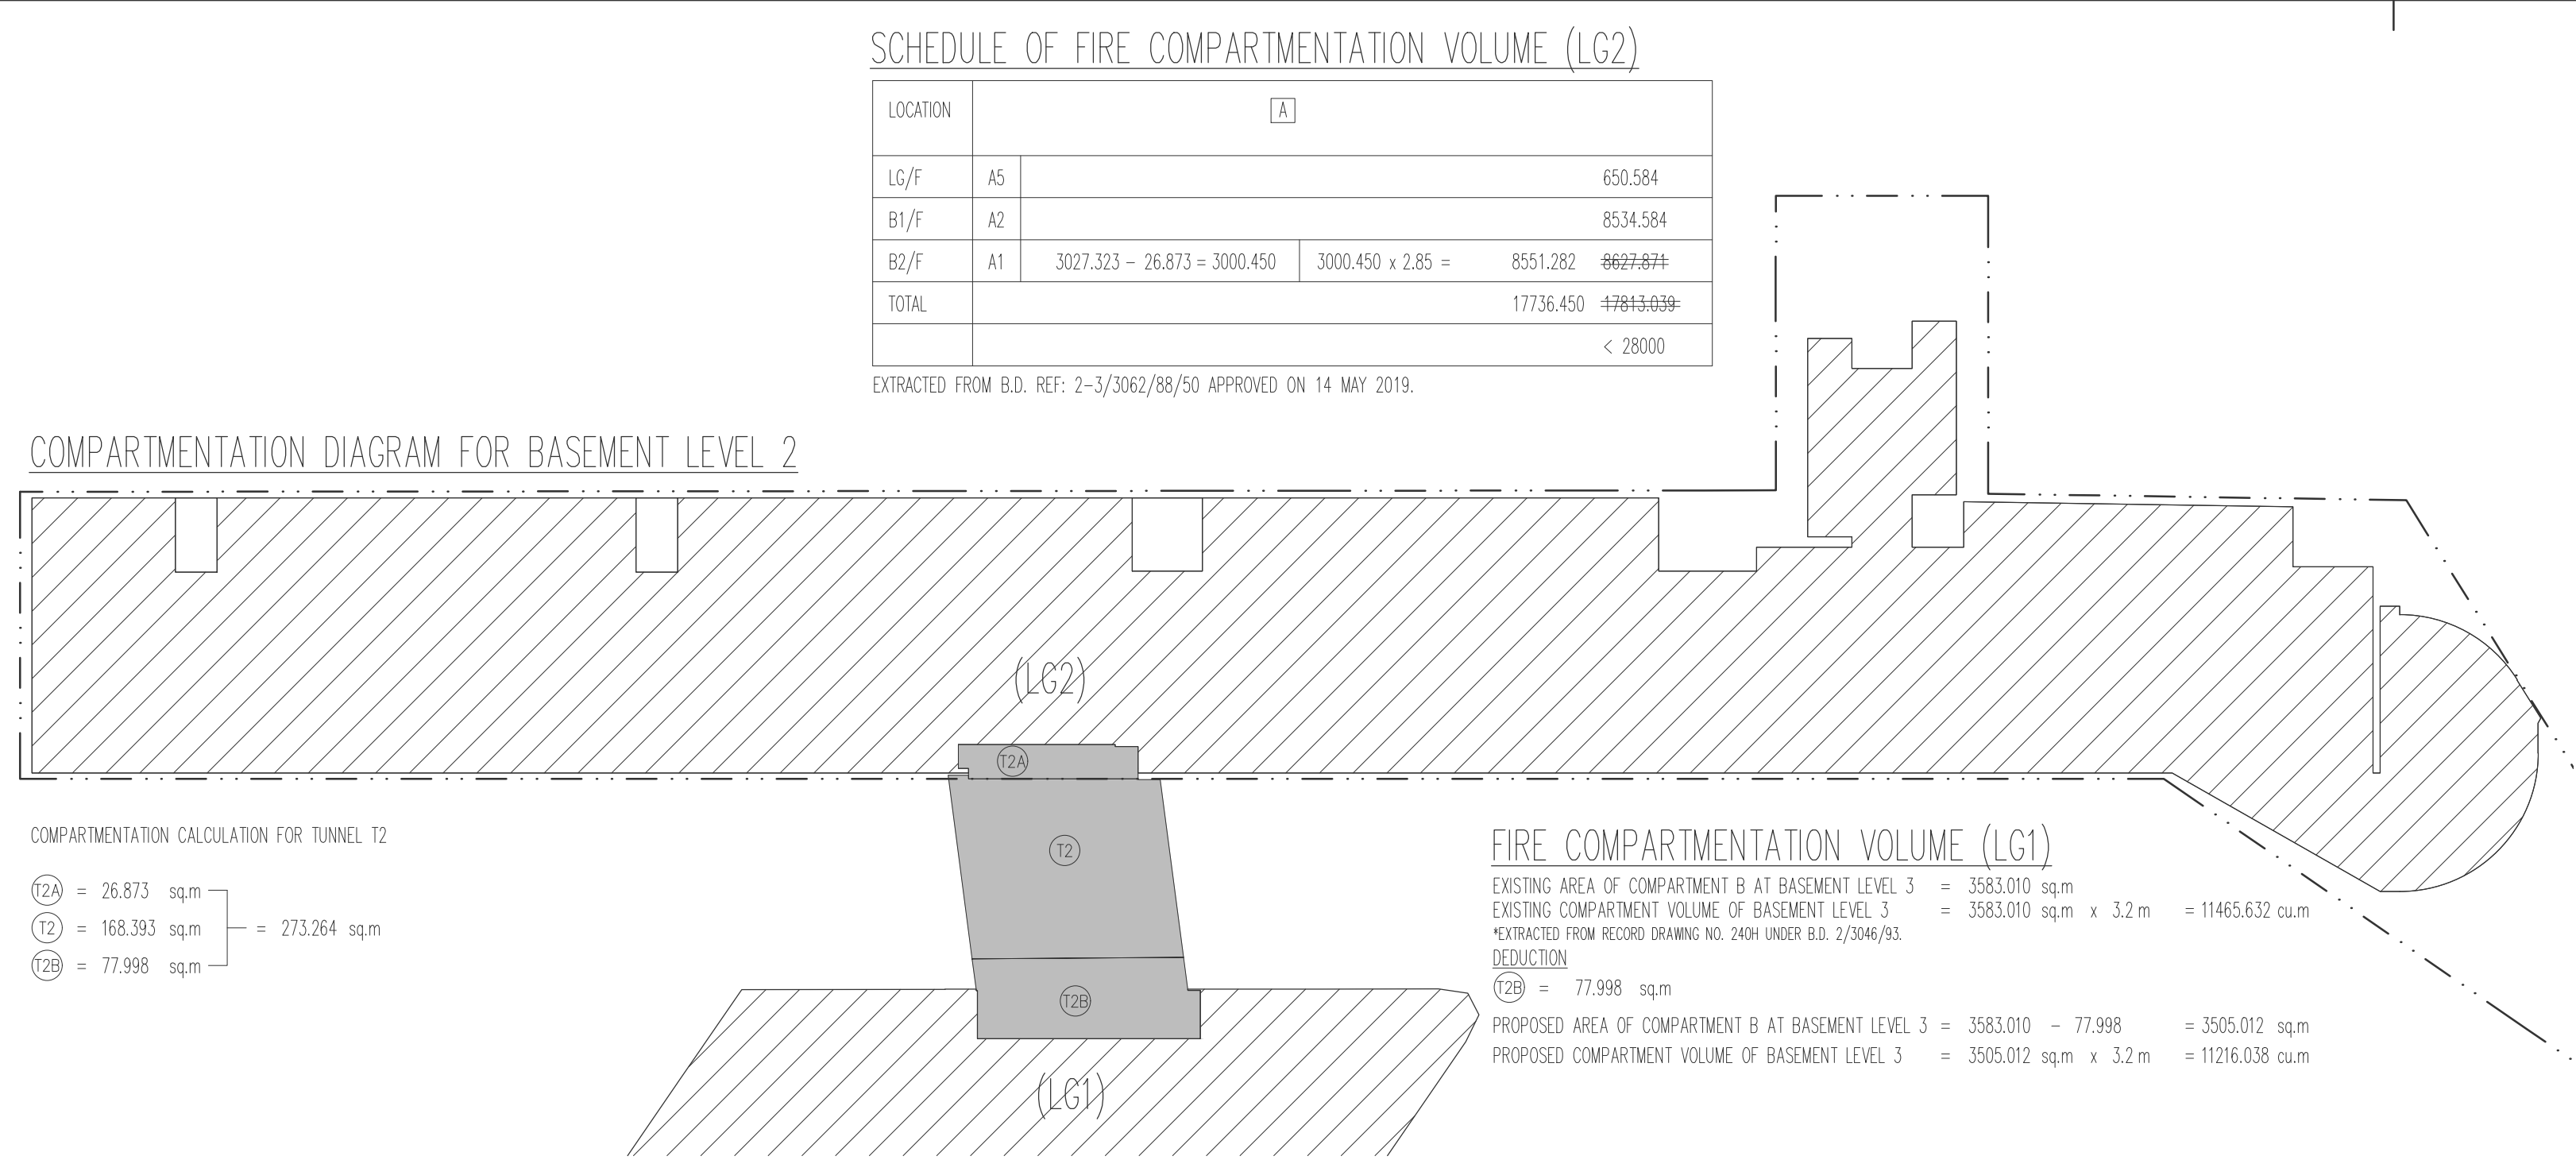 SCHEDULE OF FIRE COMPARTMENTATION VOLUME (LG2)
LOCATION A
LG/F A5 650.584
B1/F A2 8534.584
B2/F A1 3027.323 – 26.873 = 3000.450 3000.450 x 2.85 = 8551.282 8627.871
TOTAL 17736.450 17813.039
< 28000
EXTRACTED FROM B.D. REF: 2-3/3062/88/50 APPROVED ON 14 MAY 2019.
COMPARTMENTATION DIAGRAM FOR BASEMENT LEVEL 2
(LG2)
T2A
T2
T2B
(LG1)
COMPARTMENTATION CALCULATION FOR TUNNEL T2
T2A = 26.873 sq.m
T2 = 168.393 sq.m = 273.264 sq.m
T2B = 77.998 sq.m
FIRE COMPARTMENTATION VOLUME (LG1)
EXISTING AREA OF COMPARTMENT B AT BASEMENT LEVEL 3 = 3583.010 sq.m
EXISTING COMPARTMENT VOLUME OF BASEMENT LEVEL 3 = 3583.010 sq.m x 3.2 m = 11465.632 cu.m
*EXTRACTED FROM RECORD DRAWING NO. 240H UNDER B.D. 2/3046/93.
DEDUCTION
T2B = 77.998 sq.m
PROPOSED AREA OF COMPARTMENT B AT BASEMENT LEVEL 3 = 3583.010 – 77.998 = 3505.012 sq.m
PROPOSED COMPARTMENT VOLUME OF BASEMENT LEVEL 3 = 3505.012 sq.m x 3.2 m = 11216.038 cu.m